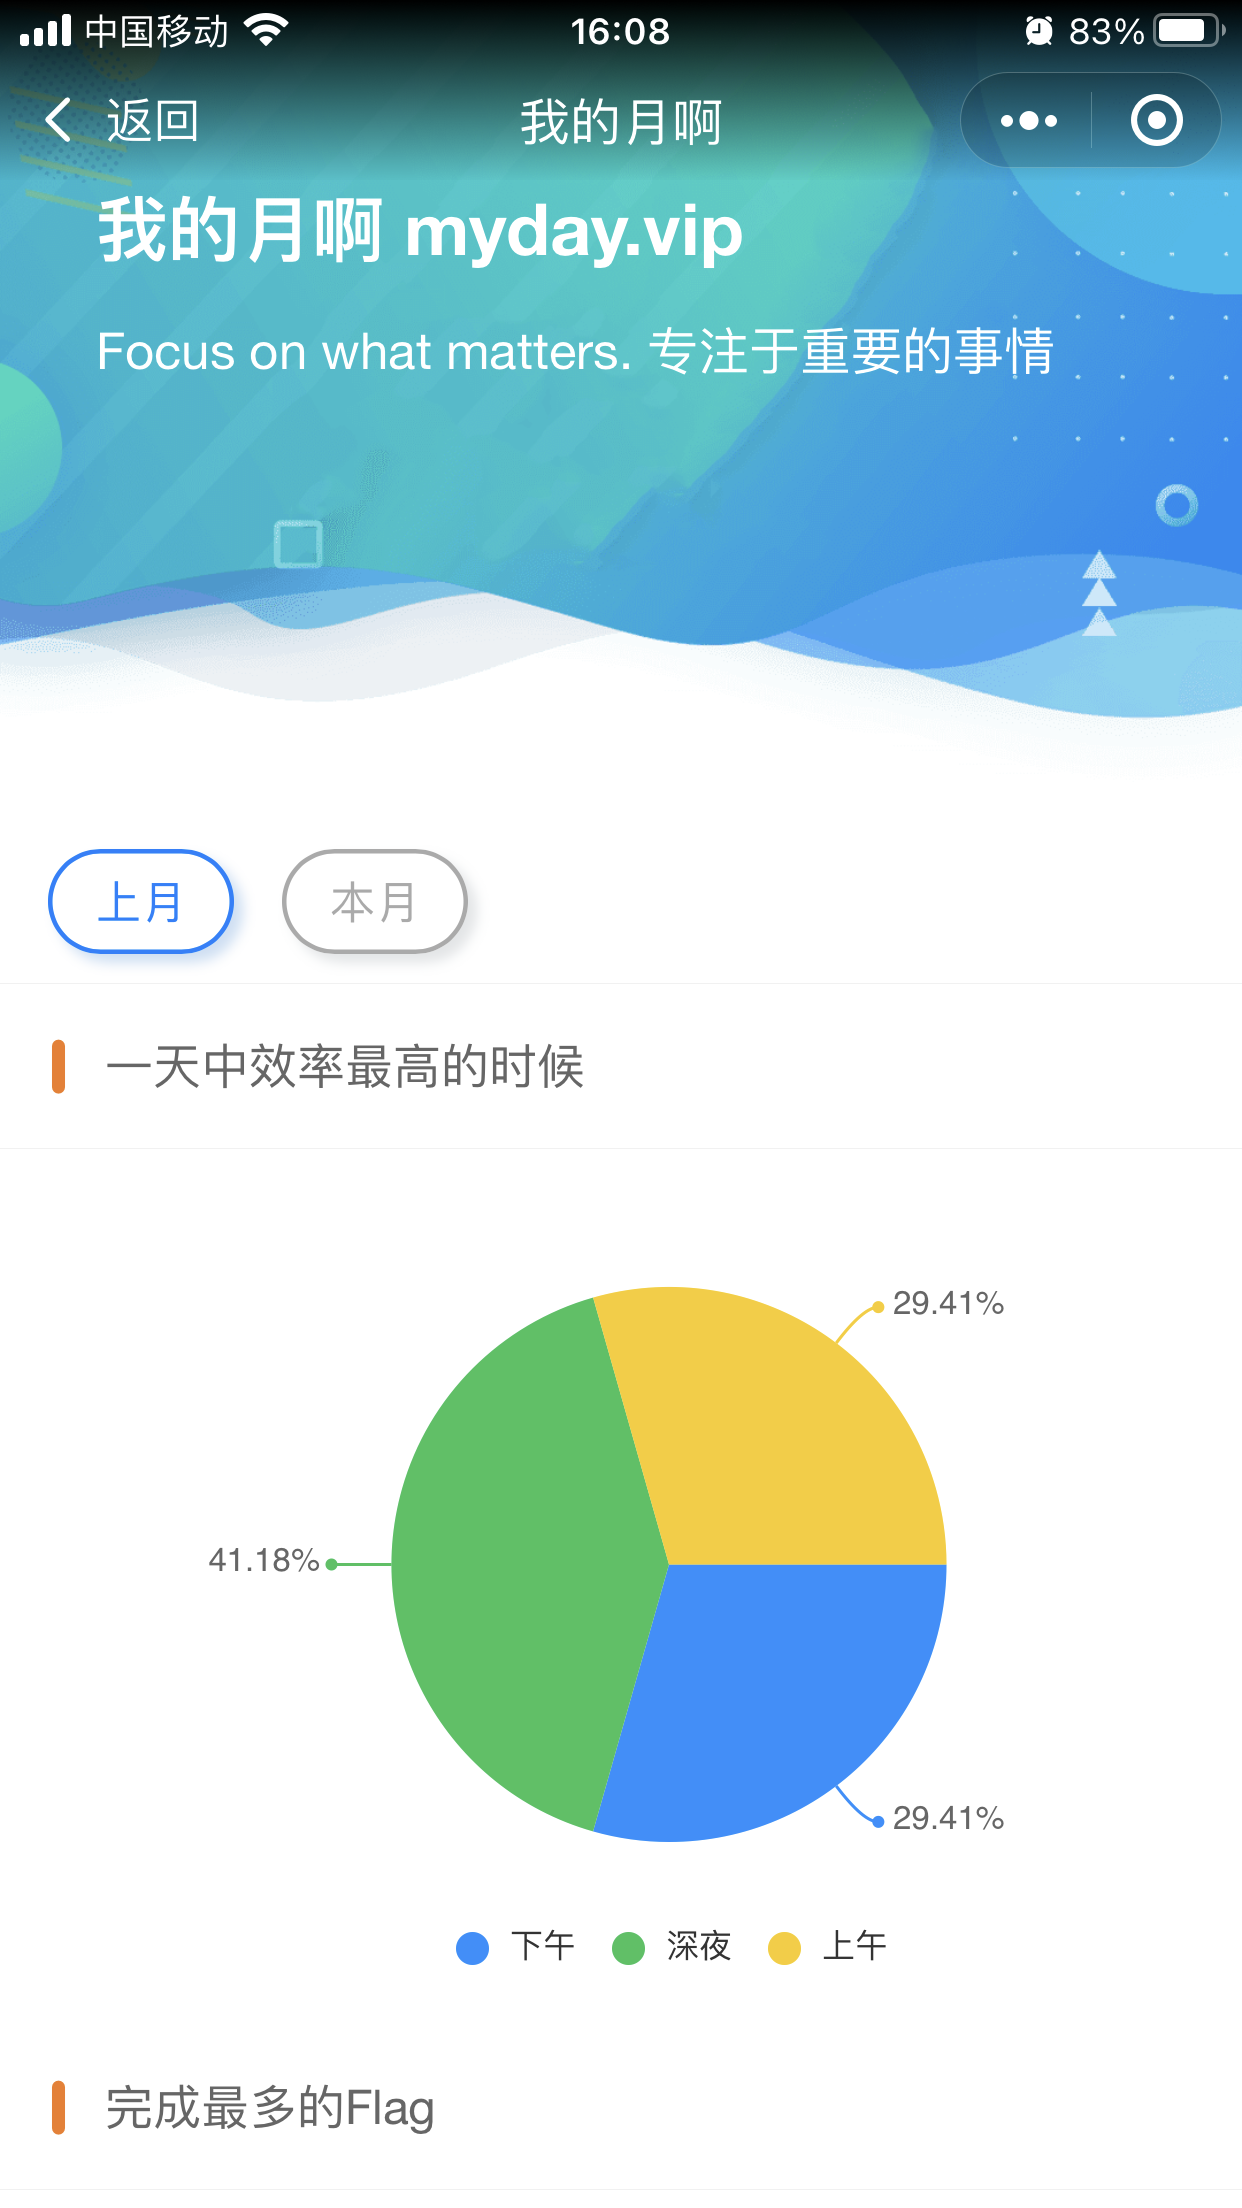 中国移动
16:08
83%
返回
我的月啊
我的月啊 myday.vip
Focus on what matters. 专注于重要的事情
上月
本月
一天中效率最高的时候
29.41%
41.18%
29.41%
下午
深夜
上午
完成最多的Flag